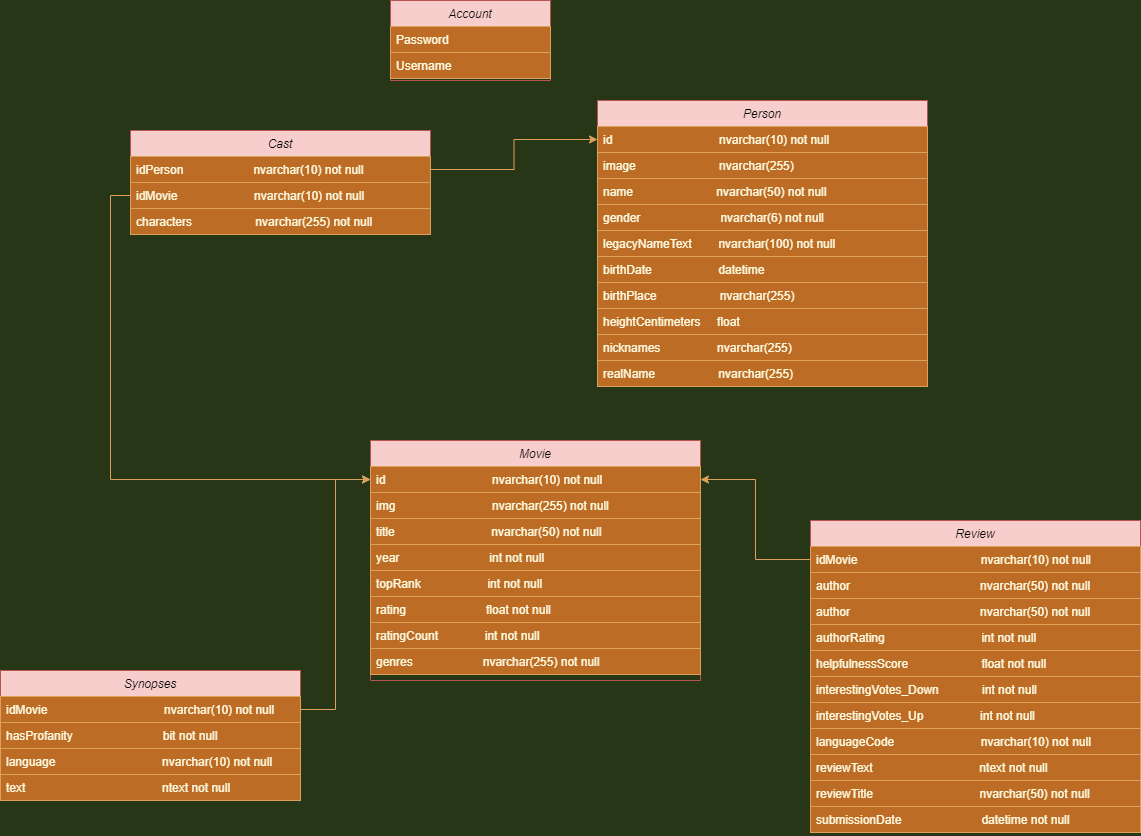 Account
Password
Username
Person
id nvarchar(10) not null
image nvarchar(255)
name nvarchar(50) not null
gender nvarchar(6) not null
legacyNameText nvarchar(100) not null
birthDate datetime
birthPlace nvarchar(255)
heightCentimeters float
nicknames nvarchar(255)
realName nvarchar(255)
Cast
idPerson nvarchar(10) not null
idMovie nvarchar(10) not null
characters nvarchar(255) not null
Movie
id nvarchar(10) not null
img nvarchar(255) not null
title nvarchar(50) not null
year int not null
topRank int not null
rating float not null
ratingCount int not null
genres nvarchar(255) not null
Review
idMovie nvarchar(10) not null
author nvarchar(50) not null
author nvarchar(50) not null
authorRating int not null
helpfulnessScore float not null
interestingVotes_Down int not null
interestingVotes_Up int not null
languageCode nvarchar(10) not null
reviewText ntext not null
reviewTitle nvarchar(50) not null
submissionDate datetime not null
Synopses
idMovie nvarchar(10) not null
hasProfanity bit not null
language nvarchar(10) not null
text ntext not null